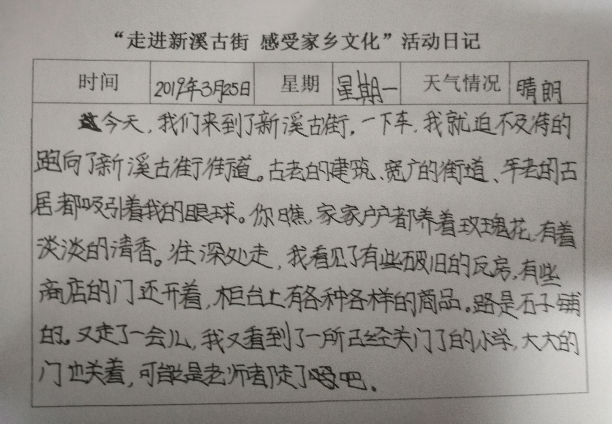 “走进新溪古街 感受家乡文化”活动日记
时间 2019年3月25日 星期 星期一 天气情况 晴朗
今天，我们来到了新溪古街。一下车，我就迫不及待的
跑向了新溪古街街道。古老的建筑、宽广的街道、年老的古
居都吸引着我的眼球。你瞧，家家户户都养着玫瑰花，有着
淡淡的清香。往深处走，我看见了有些破旧的瓦房，有些
商店的门还开着，柜台上有各种各样的商品。路是石子铺
的。又走了一会儿，我又看到了一所已经关门了的小学，大大的
门也关着，可能是老师都走了吧。